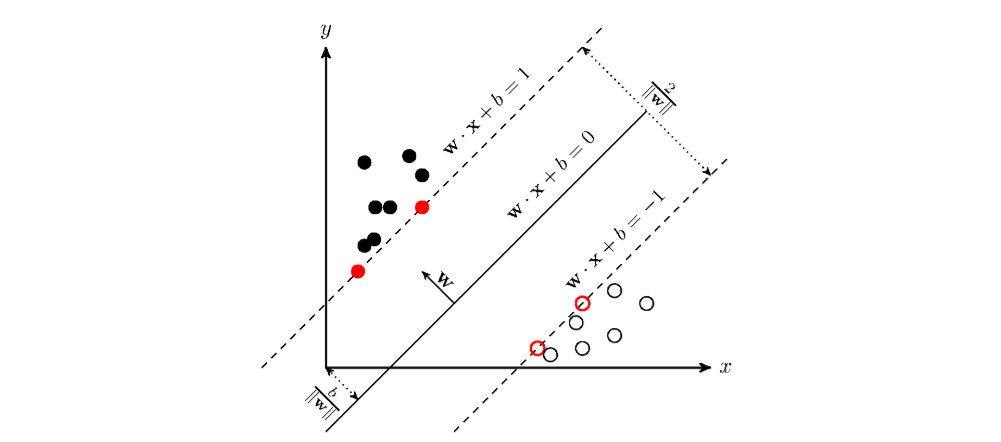 y
w · x + b = 1
2
‖w‖
w · x + b = 0
w · x + b = −1
w
x
b
‖w‖